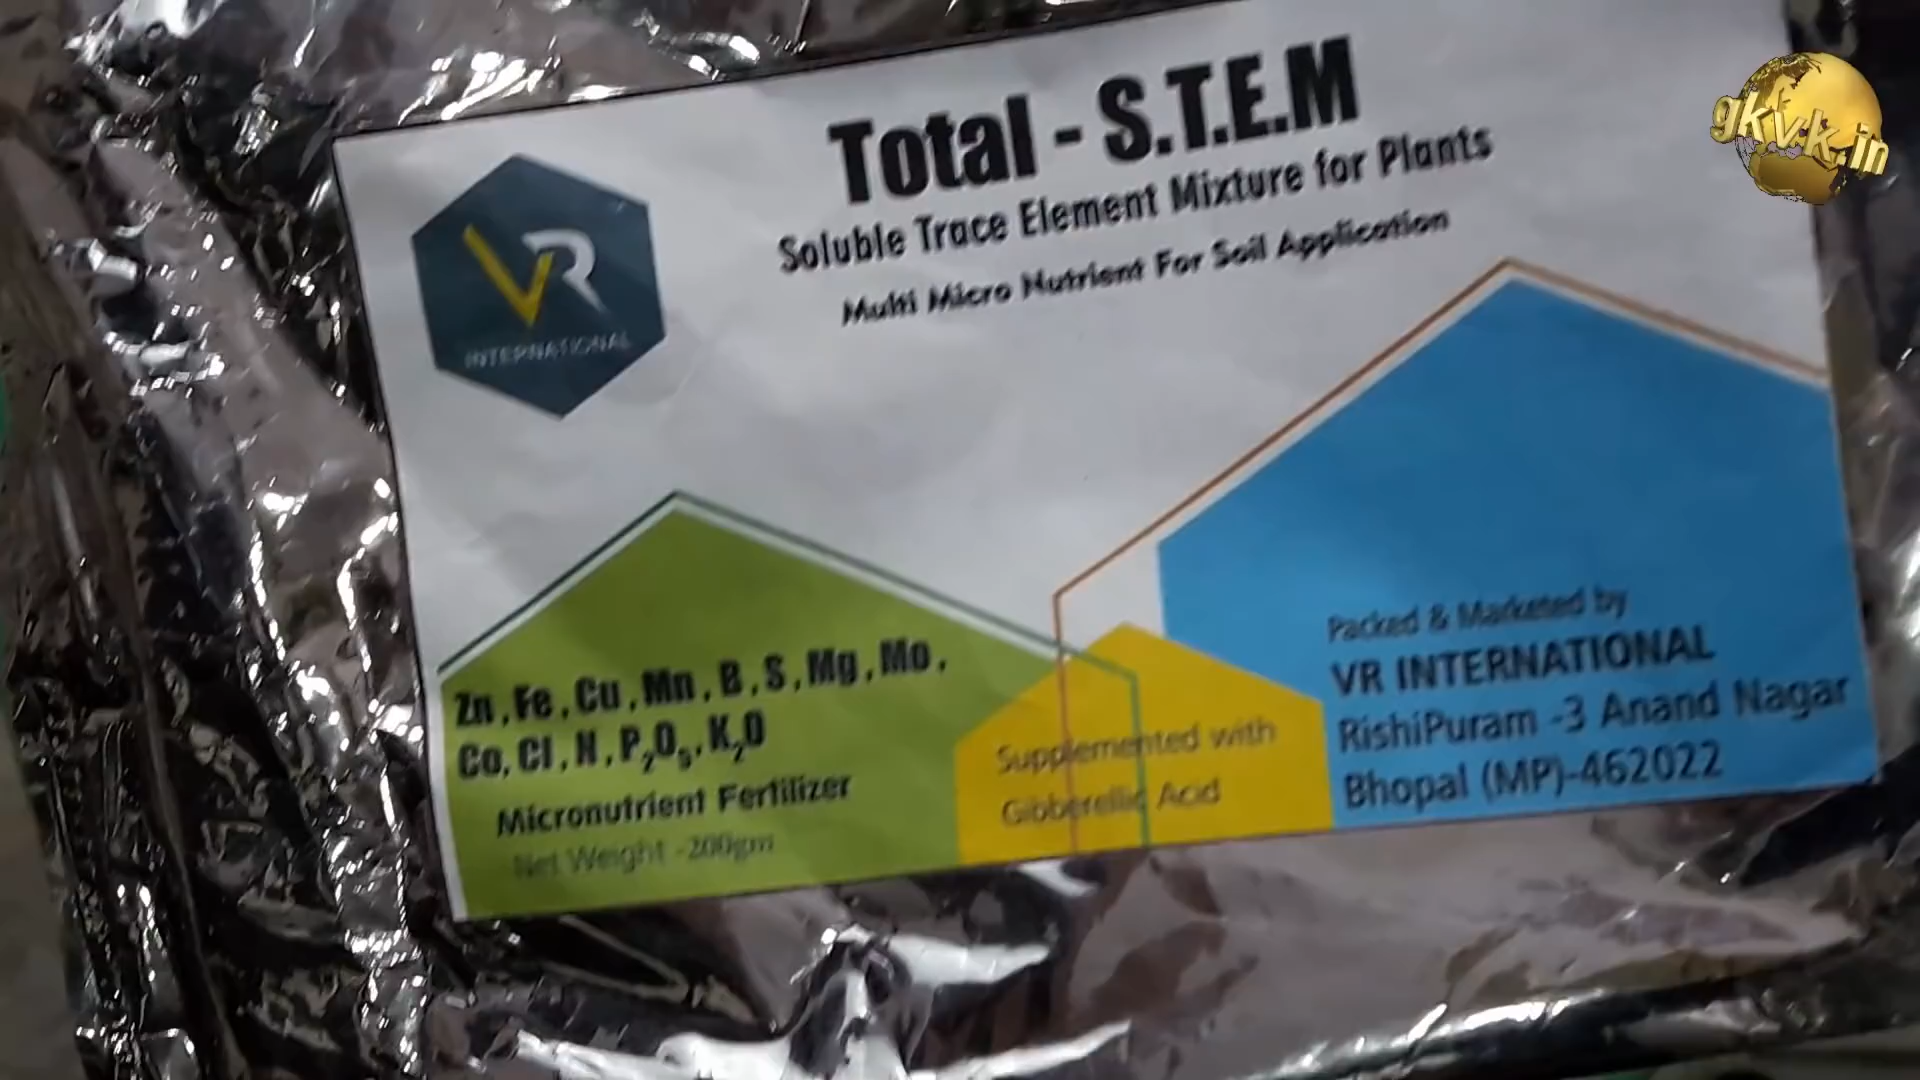 Total - S.T.E.M
Soluble Trace Element Mixture for Plants
Multi Micro Nutrient For Soil Application
VR
INTERNATIONAL
Zn , Fe , Cu , Mn , B , S , Mg , Mo ,
Co, Cl , N , P₂O₅ , K₂O
Micronutrient Fertilizer
Net Weight -200gm
Supplemented with
Gibberellic Acid
Packed & Marketed by
VR INTERNATIONAL
RishiPuram -3 Anand Nagar
Bhopal (MP)-462022
gkv.k.in